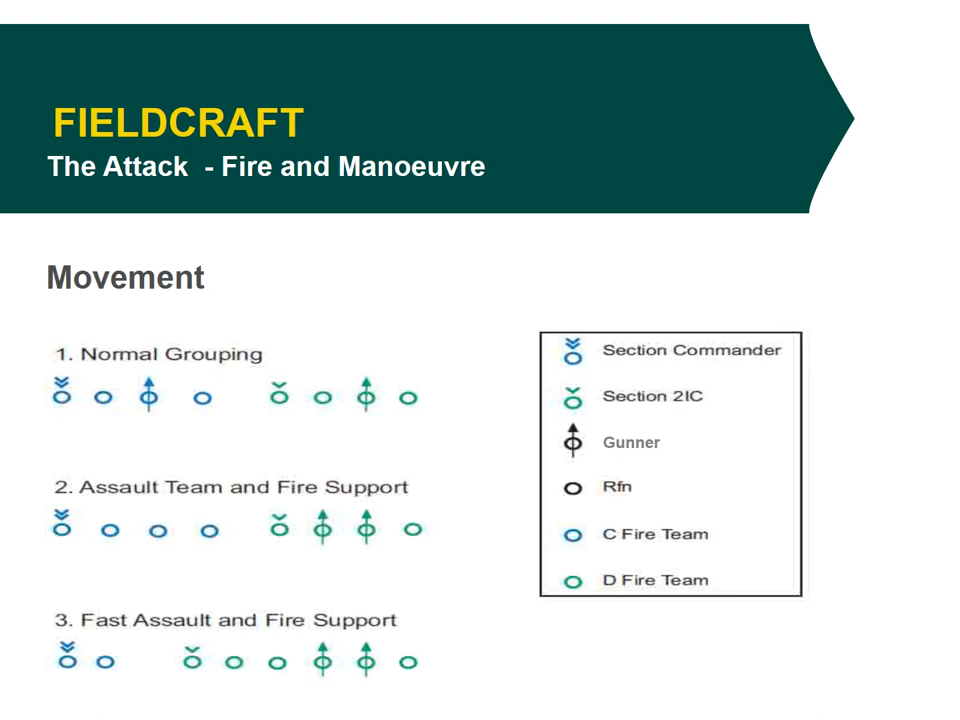 FIELDCRAFT
The Attack - Fire and Manoeuvre
Movement
1. Normal Grouping
2. Assault Team and Fire Support
3. Fast Assault and Fire Support
Section Commander
Section 2IC
Gunner
Rfn
C Fire Team
D Fire Team